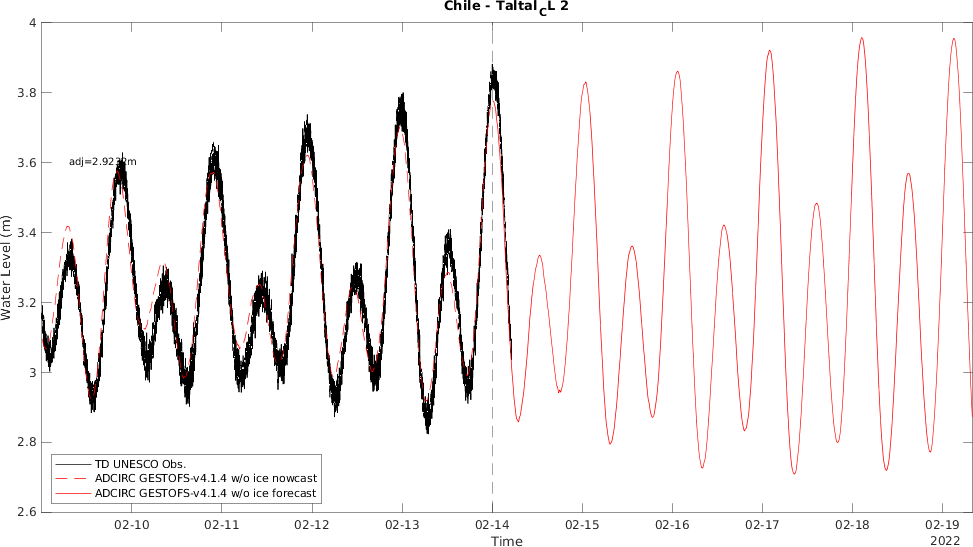 Chile - Taltal_CL 2
4
3.8
3.6
3.4
3.2
3
2.8
2.6
Water Level (m)
adj=2.9232m
TD UNESCO Obs.
ADCIRC GESTOFS-v4.1.4 w/o ice nowcast
ADCIRC GESTOFS-v4.1.4 w/o ice forecast
02-10 02-11 02-12 02-13 02-14 02-15 02-16 02-17 02-18 02-19
Time 2022